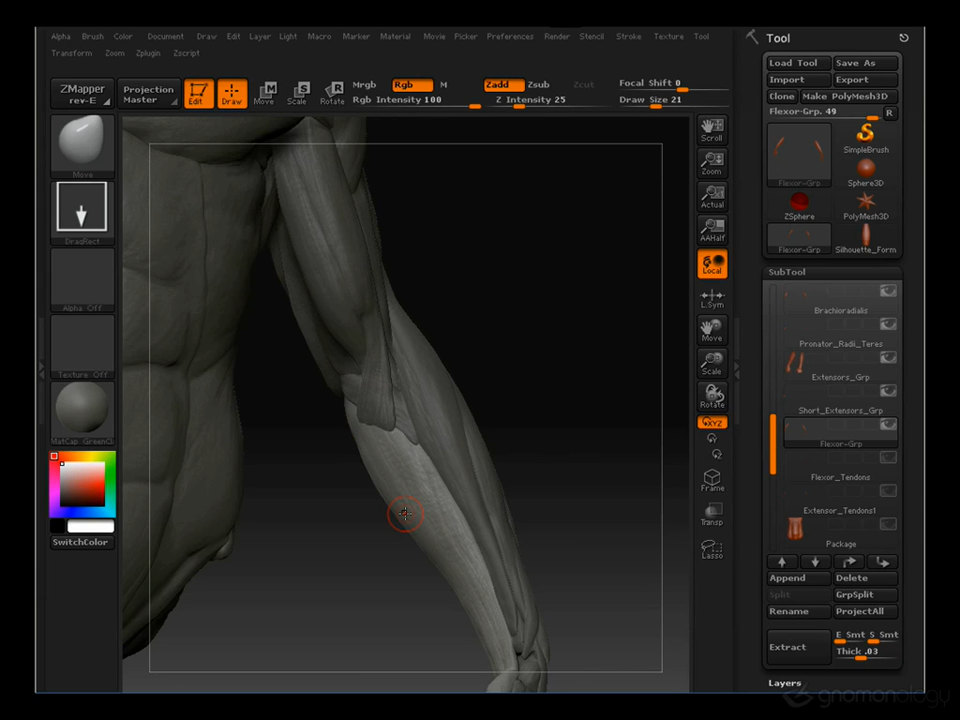 Alpha Brush Color Document Draw Edit Layer Light Macro Marker Material Movie Picker Preferences Render Stencil Stroke Texture Tool
Transform Zoom Zplugin Zscript
ZMapper
rev-E
Projection
Master
Edit
Draw
Move
Scale
Rotate
Mrgb Rgb M
Rgb Intensity 100
Zadd Zsub Zcut
Z Intensity 25
Focal Shift 0
Draw Size 21
Move
DragRect
Alpha Off
Texture Off
SwitchColor
Scroll
Zoom
Actual
AAHalf
Local
L.Sym
Move
Scale
Rotate
XYZ
Frame
Transp
Lasso
Tool
Load Tool Save As
Import Export
Clone Make PolyMesh3D
Flexor-Grp. 49 R
SimpleBrush
Flexor-Grp Sphere3D
ZSphere PolyMesh3D
Flexor-Grp Silhouette_Form
SubTool
Brachioradialis
Pronator_Radii_Teres
Extensors_Grp
Short_Extensors_Grp
Flexor-Grp
Flexor_Tendons
Extensor_Tendons1
Package
Append Delete
Split GrpSplit
Rename ProjectAll
Extract
E Smt S Smt
Thick .03
Layers
gnomonology